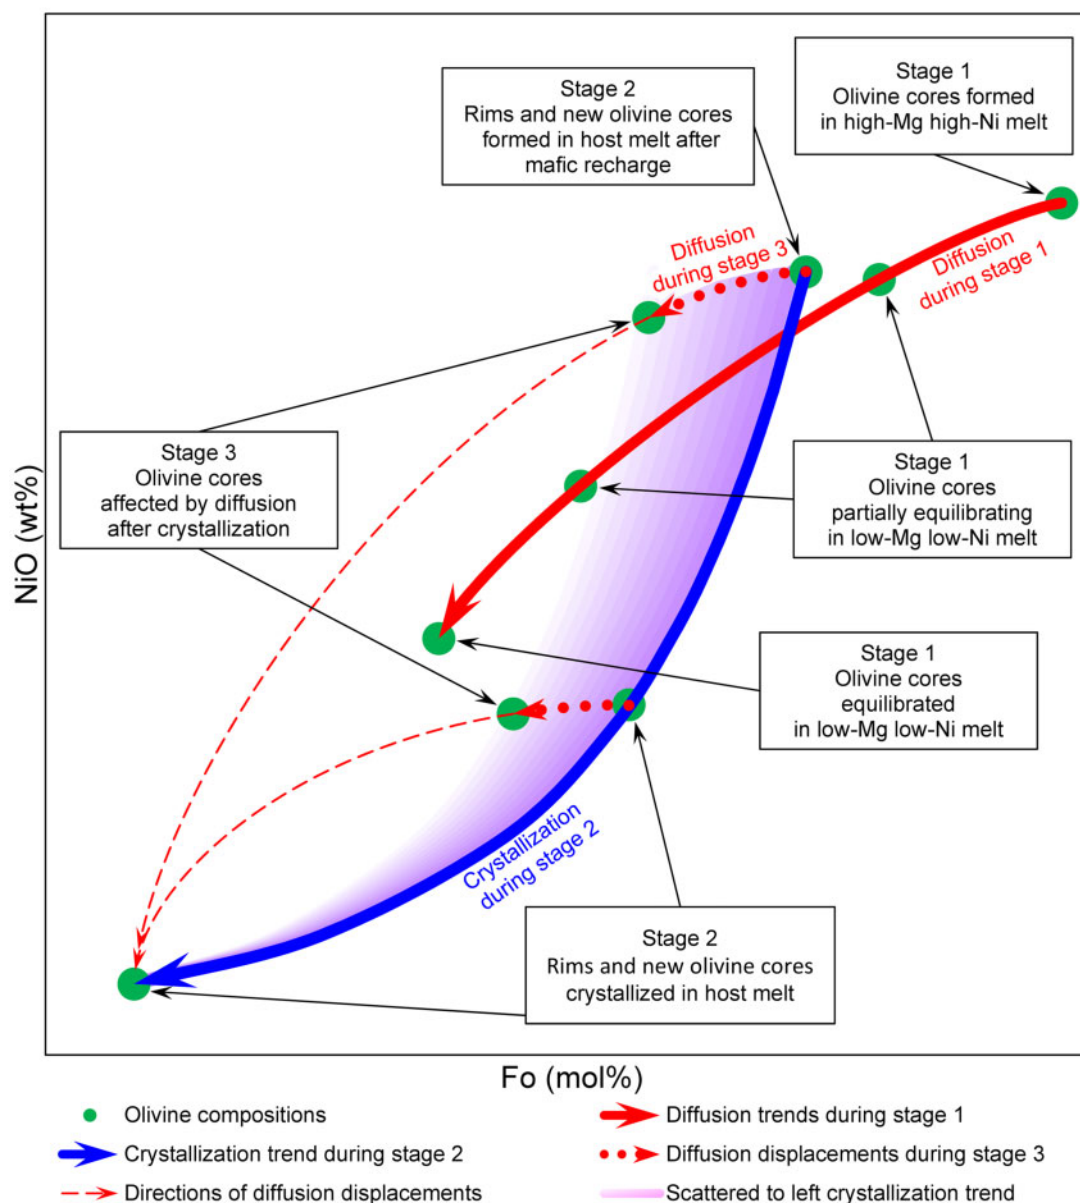 Stage 1
Olivine cores formed
in high-Mg high-Ni melt
Stage 2
Rims and new olivine cores
formed in host melt after
mafic recharge
Diffusion
during stage 3
Diffusion
during stage 1
Stage 3
Olivine cores
affected by diffusion
after crystallization
Stage 1
Olivine cores
partially equilibrating
in low-Mg low-Ni melt
Stage 1
Olivine cores
equilibrated
in low-Mg low-Ni melt
Crystallization
during stage 2
Stage 2
Rims and new olivine cores
crystallized in host melt
NiO (wt%)
Fo (mol%)
Olivine compositions
Diffusion trends during stage 1
Crystallization trend during stage 2
Diffusion displacements during stage 3
Directions of diffusion displacements
Scattered to left crystallization trend